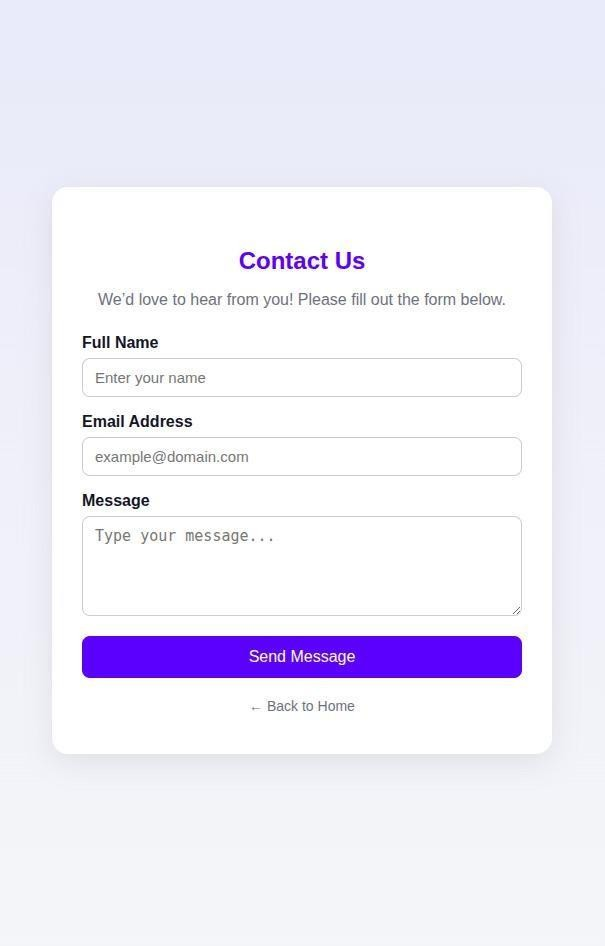 Contact Us
We’d love to hear from you! Please fill out the form below.
Full Name
Enter your name
Email Address
example@domain.com
Message
Type your message...
Send Message
← Back to Home